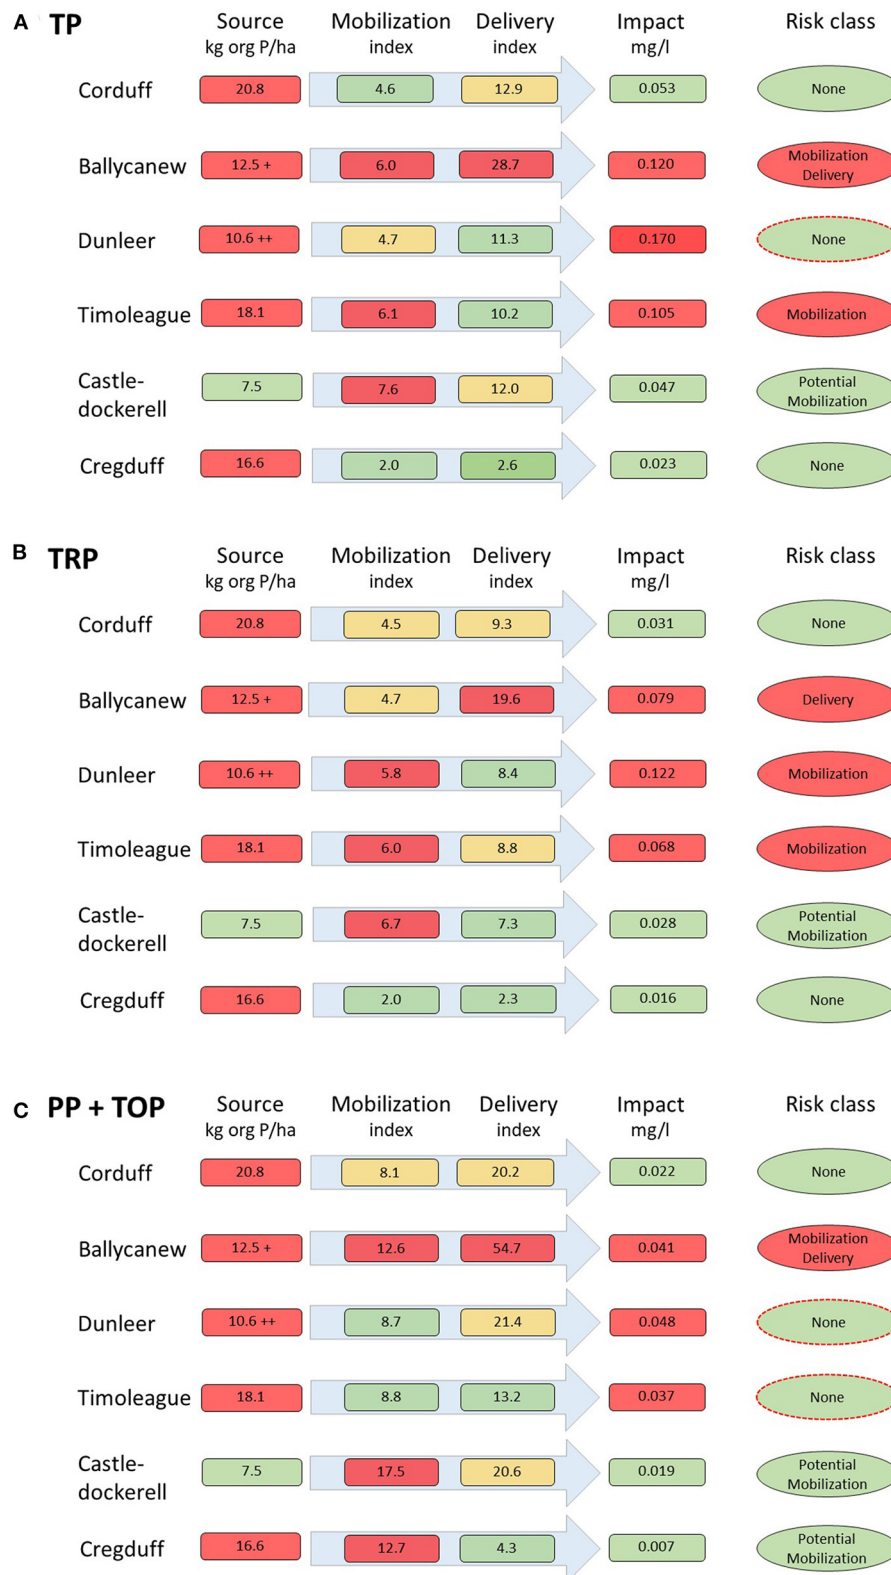 A TP
Source Mobilization Delivery Impact Risk class
kg org P/ha index index mg/l
Corduff 20.8 4.6 12.9 0.053 None
Ballycanew 12.5 + 6.0 28.7 0.120 Mobilization
Delivery
Dunleer 10.6 ++ 4.7 11.3 0.170 None
Timoleague 18.1 6.1 10.2 0.105 Mobilization
Castle-
dockerell 7.5 7.6 12.0 0.047 Potential
Mobilization
Cregduff 16.6 2.0 2.6 0.023 None
B TRP
Source Mobilization Delivery Impact Risk class
kg org P/ha index index mg/l
Corduff 20.8 4.5 9.3 0.031 None
Ballycanew 12.5 + 4.7 19.6 0.079 Delivery
Dunleer 10.6 ++ 5.8 8.4 0.122 Mobilization
Timoleague 18.1 6.0 8.8 0.068 Mobilization
Castle-
dockerell 7.5 6.7 7.3 0.028 Potential
Mobilization
Cregduff 16.6 2.0 2.3 0.016 None
C PP + TOP
Source Mobilization Delivery Impact Risk class
kg org P/ha index index mg/l
Corduff 20.8 8.1 20.2 0.022 None
Ballycanew 12.5 + 12.6 54.7 0.041 Mobilization
Delivery
Dunleer 10.6 ++ 8.7 21.4 0.048 None
Timoleague 18.1 8.8 13.2 0.037 None
Castle-
dockerell 7.5 17.5 20.6 0.019 Potential
Mobilization
Cregduff 16.6 12.7 4.3 0.007 Potential
Mobilization